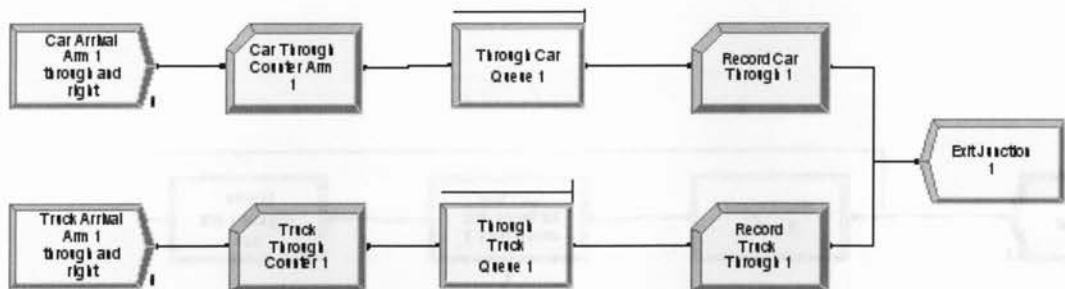 Car Arrival
Arm 1
through and
right
Car Through
Counter Arm
1
Through Car
Queue 1
Record Car
Through 1
Exit Junction
1
Truck Arrival
Arm 1
through and
right
Truck
Through
Counter 1
Through
Truck
Queue 1
Record
Truck
Through 1